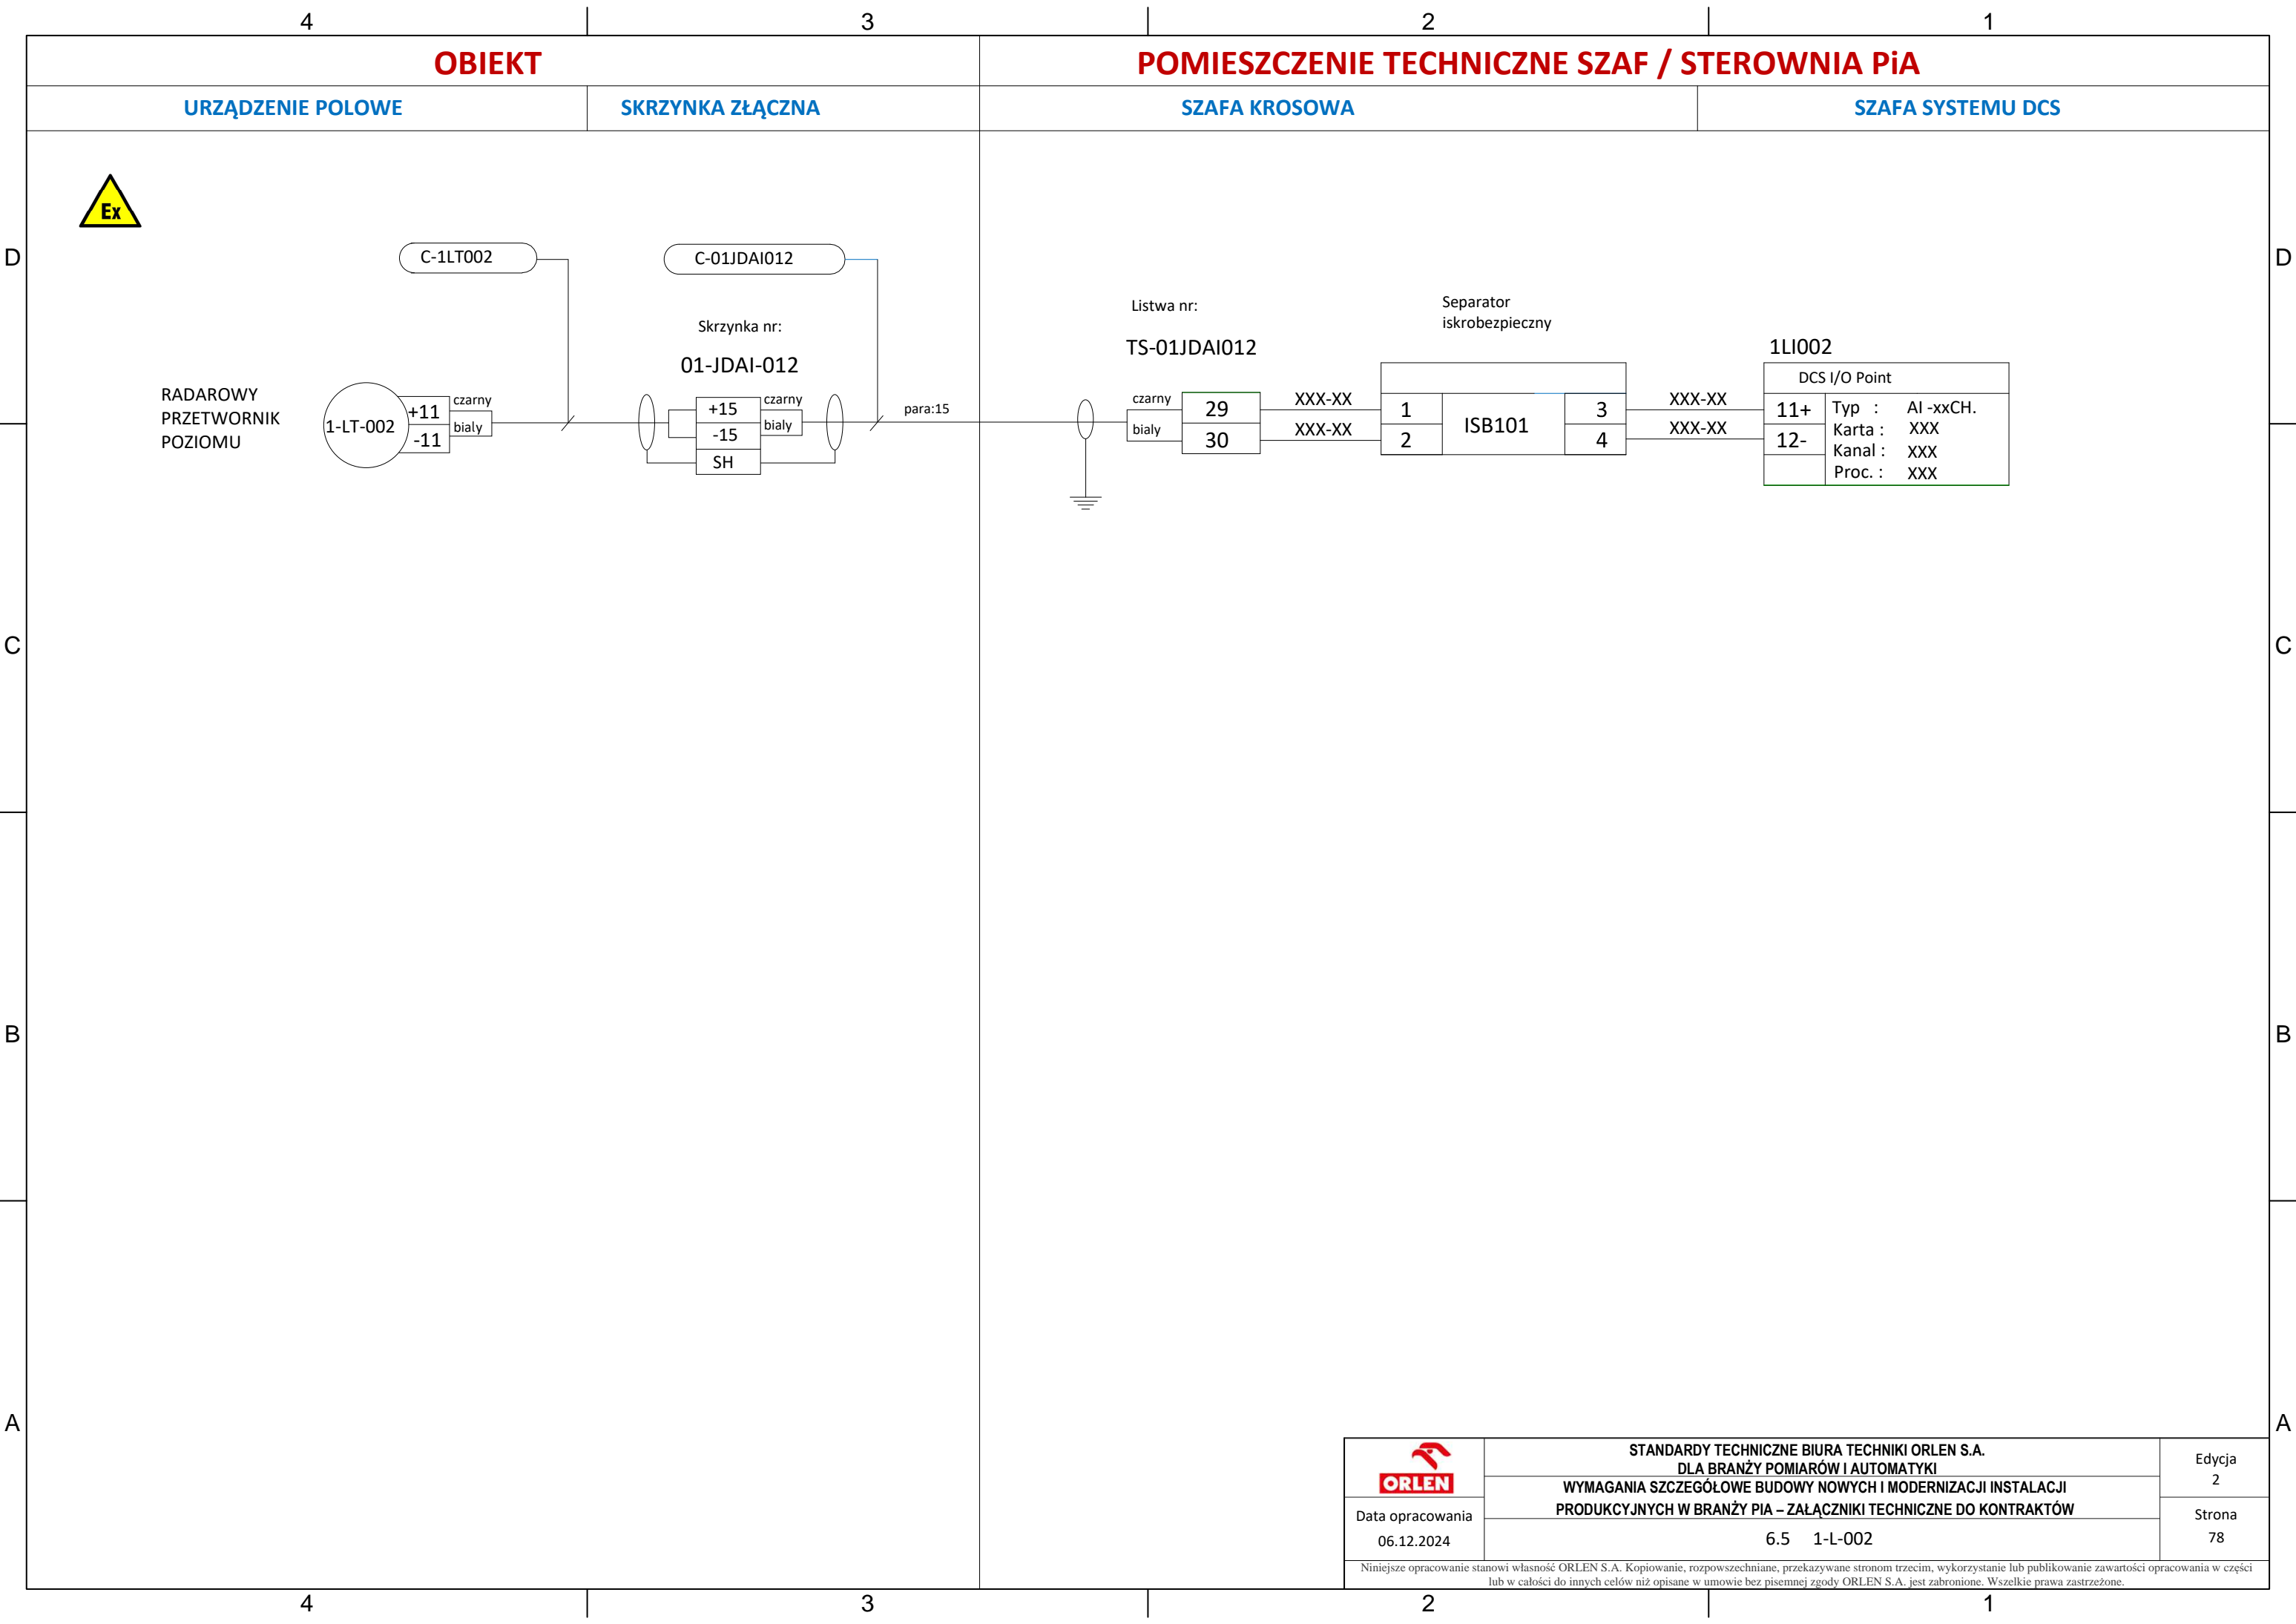 4 3 2 1
OBIEKT
POMIESZCZENIE TECHNICZNE SZAF / STEROWNIA PiA
URZĄDZENIE POLOWE
SKRZYNKA ZŁĄCZNA
SZAFA KROSOWA
SZAFA SYSTEMU DCS
Ex
D
D
C-1LT002
C-01JDAI012
RADAROWY
PRZETWORNIK
POZIOMU
1-LT-002
+11
-11
czarny
bialy
Skrzynka nr:
01-JDAI-012
+15
-15
SH
czarny
bialy
para:15
Listwa nr:
TS-01JDAI012
czarny
bialy
29
30
XXX-XX
XXX-XX
Separator
iskrobezpieczny
1
2
ISB101
3
4
XXX-XX
XXX-XX
1LI002
DCS I/O Point
11+
12-
Typ : AI -xxCH.
Karta : XXX
Kanal : XXX
Proc. : XXX
C
C
B
B
A
A
ORLEN
Data opracowania
06.12.2024
STANDARDY TECHNICZNE BIURA TECHNIKI ORLEN S.A.
DLA BRANŻY POMIARÓW I AUTOMATYKI
WYMAGANIA SZCZEGÓŁOWE BUDOWY NOWYCH I MODERNIZACJI INSTALACJI
PRODUKCYJNYCH W BRANŻY PIA – ZAŁĄCZNIKI TECHNICZNE DO KONTRAKTÓW
6.5 1-L-002
Edycja
2
Strona
78
Niniejsze opracowanie stanowi własność ORLEN S.A. Kopiowanie, rozpowszechniane, przekazywane stronom trzecim, wykorzystanie lub publikowanie zawartości opracowania w części
lub w całości do innych celów niż opisane w umowie bez pisemnej zgody ORLEN S.A. jest zabronione. Wszelkie prawa zastrzeżone.
4 3 2 1